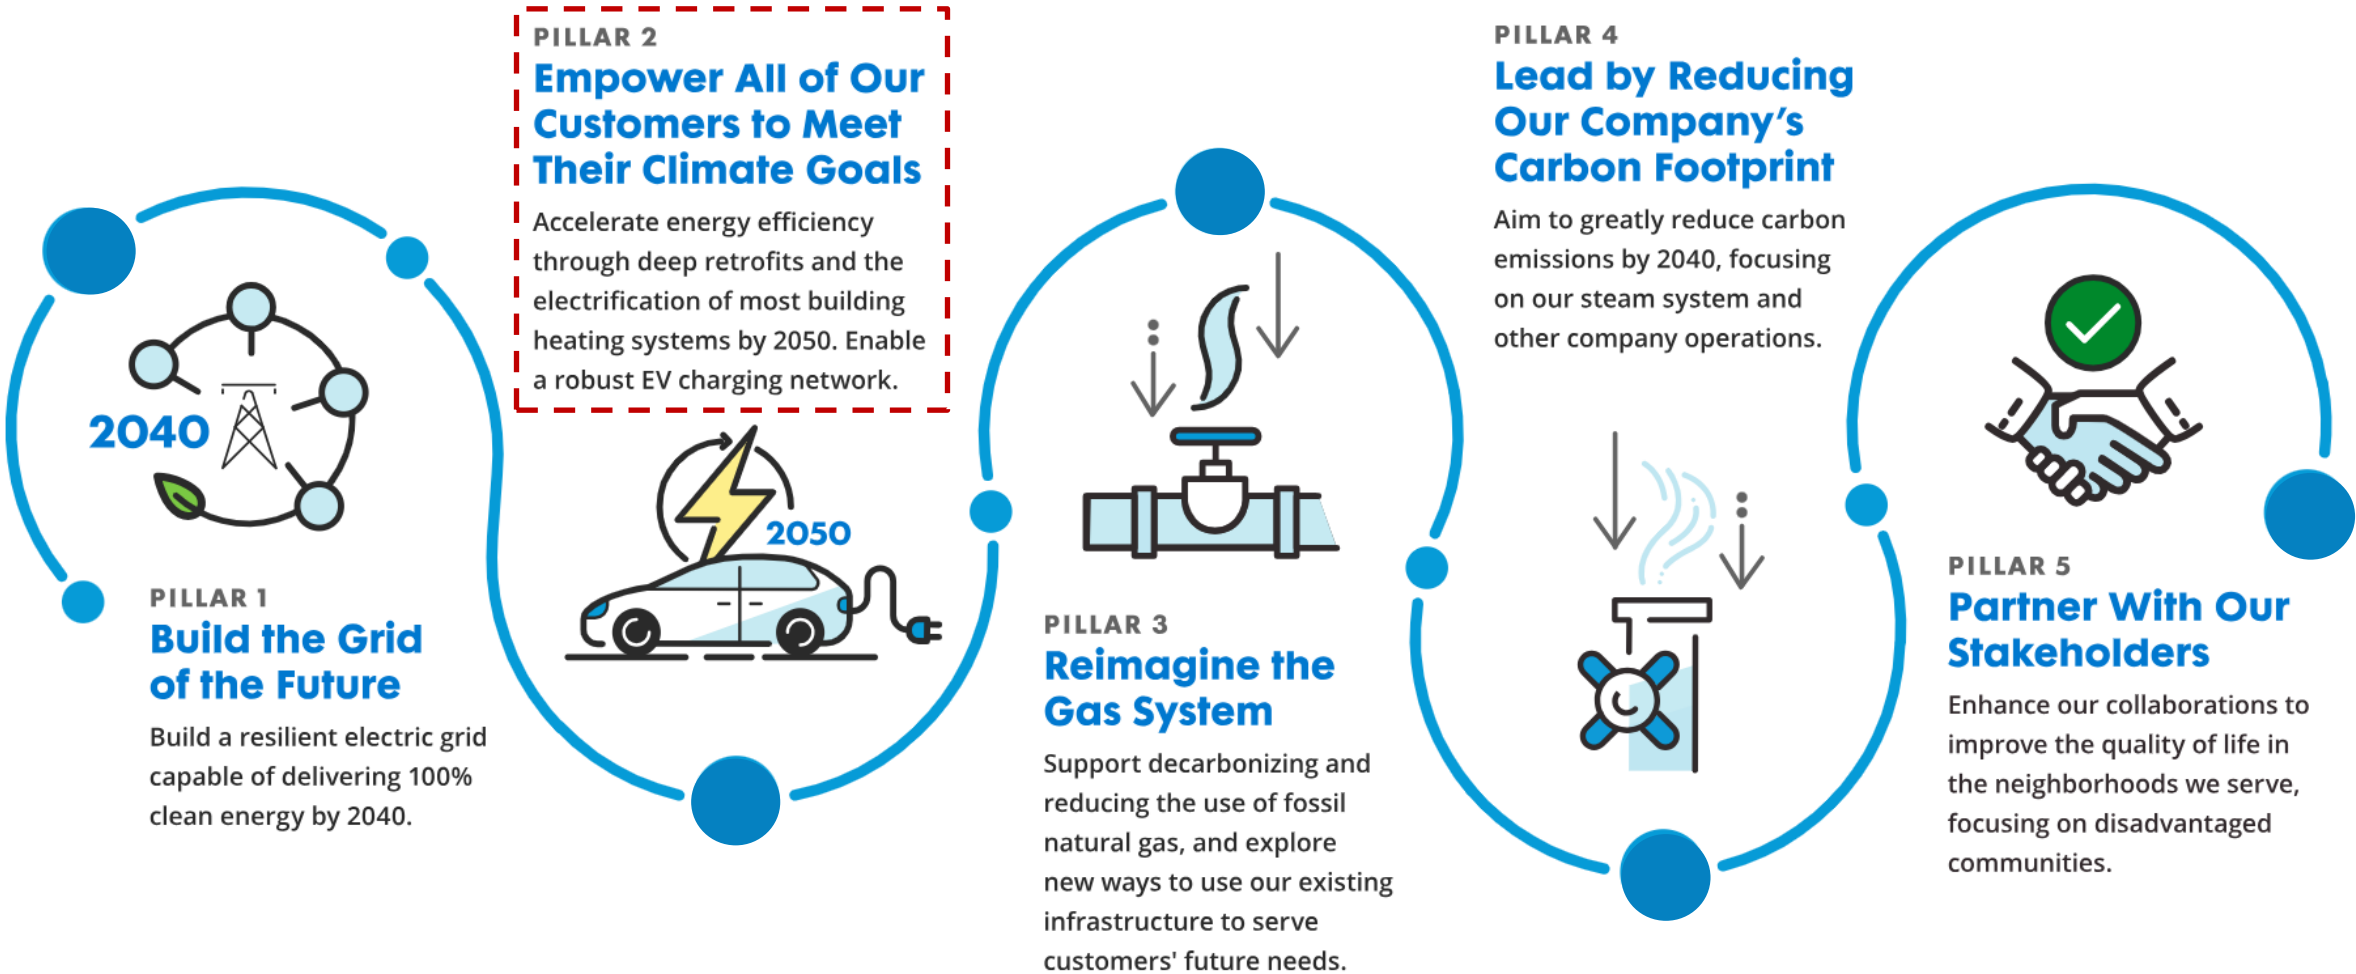 PILLAR 1
Build the Grid
of the Future
Build a resilient electric grid
capable of delivering 100%
clean energy by 2040.
2040
PILLAR 2
Empower All of Our
Customers to Meet
Their Climate Goals
Accelerate energy efficiency
through deep retrofits and the
electrification of most building
heating systems by 2050. Enable
a robust EV charging network.
2050
PILLAR 3
Reimagine the
Gas System
Support decarbonizing and
reducing the use of fossil
natural gas, and explore
new ways to use our existing
infrastructure to serve
customers' future needs.
PILLAR 4
Lead by Reducing
Our Company’s
Carbon Footprint
Aim to greatly reduce carbon
emissions by 2040, focusing
on our steam system and
other company operations.
PILLAR 5
Partner With Our
Stakeholders
Enhance our collaborations to
improve the quality of life in
the neighborhoods we serve,
focusing on disadvantaged
communities.